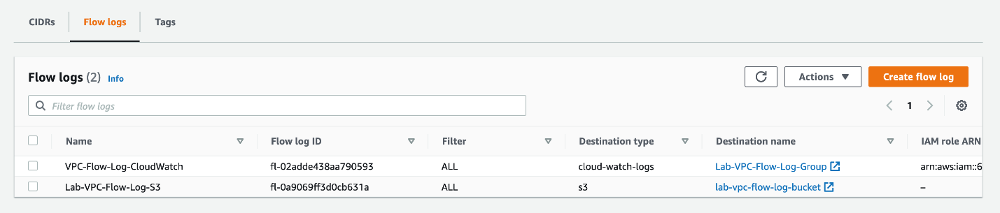 CIDRs Flow logs Tags
Flow logs (2) Info Actions Create flow log
Filter flow logs 1
Name Flow log ID Filter Destination type Destination name IAM role ARN
VPC-Flow-Log-CloudWatch fl-02adde438aa790593 ALL cloud-watch-logs Lab-VPC-Flow-Log-Group arn:aws:iam::6
Lab-VPC-Flow-Log-S3 fl-0a9069ff3d0cb631a ALL s3 lab-vpc-flow-log-bucket –